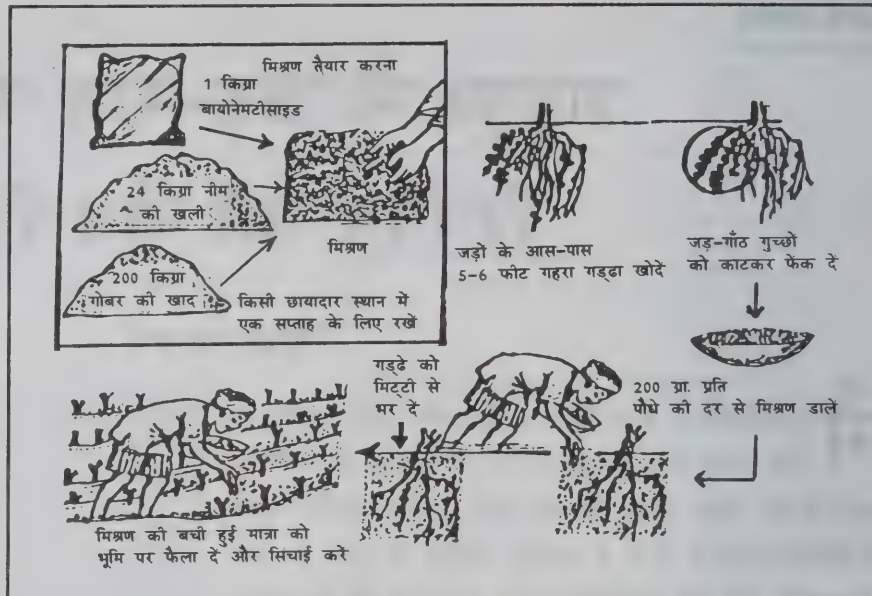 मिश्रण तैयार करना
1 किग्रा
बायोनेमटीसाइड
24 किग्रा नीम
की खली
200 किग्रा
गोबर की खाद
मिश्रण
किसी छायादार स्थान में
एक सप्ताह के लिए रखें
जड़ों के आस-पास
5-6 फीट गहरा गड्ढा खोदें
जड़-गाँठ गुच्छों
को काटकर फेंक दें
200 ग्रा. प्रति
पौधे की दर से मिश्रण डालें
गड्ढे को
मिट्टी से
भर दें
मिश्रण की बची हुई मात्रा को
भूमि पर फैला दें और सिंचाई करें